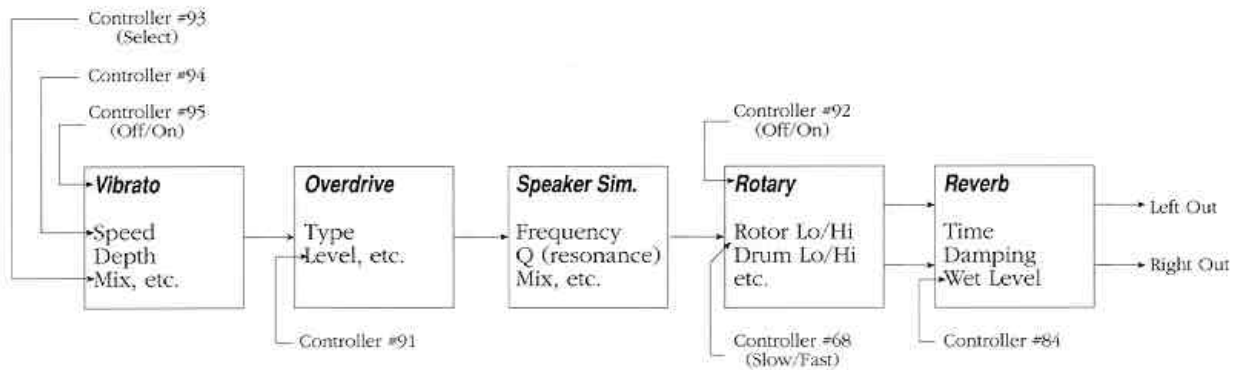 Controller #93
(Select)
Controller #94
Controller #95
(Off/On)
Controller #92
(Off/On)
Vibrato
Speed
Depth
Mix, etc.
Overdrive
Type
Level, etc.
Speaker Sim.
Frequency
Q (resonance)
Mix, etc.
Rotary
Rotor Lo/Hi
Drum Lo/Hi
etc.
Reverb
Time
Damping
Wet Level
Left Out
Right Out
Controller #91
Controller #68
(Slow/Fast)
Controller #84